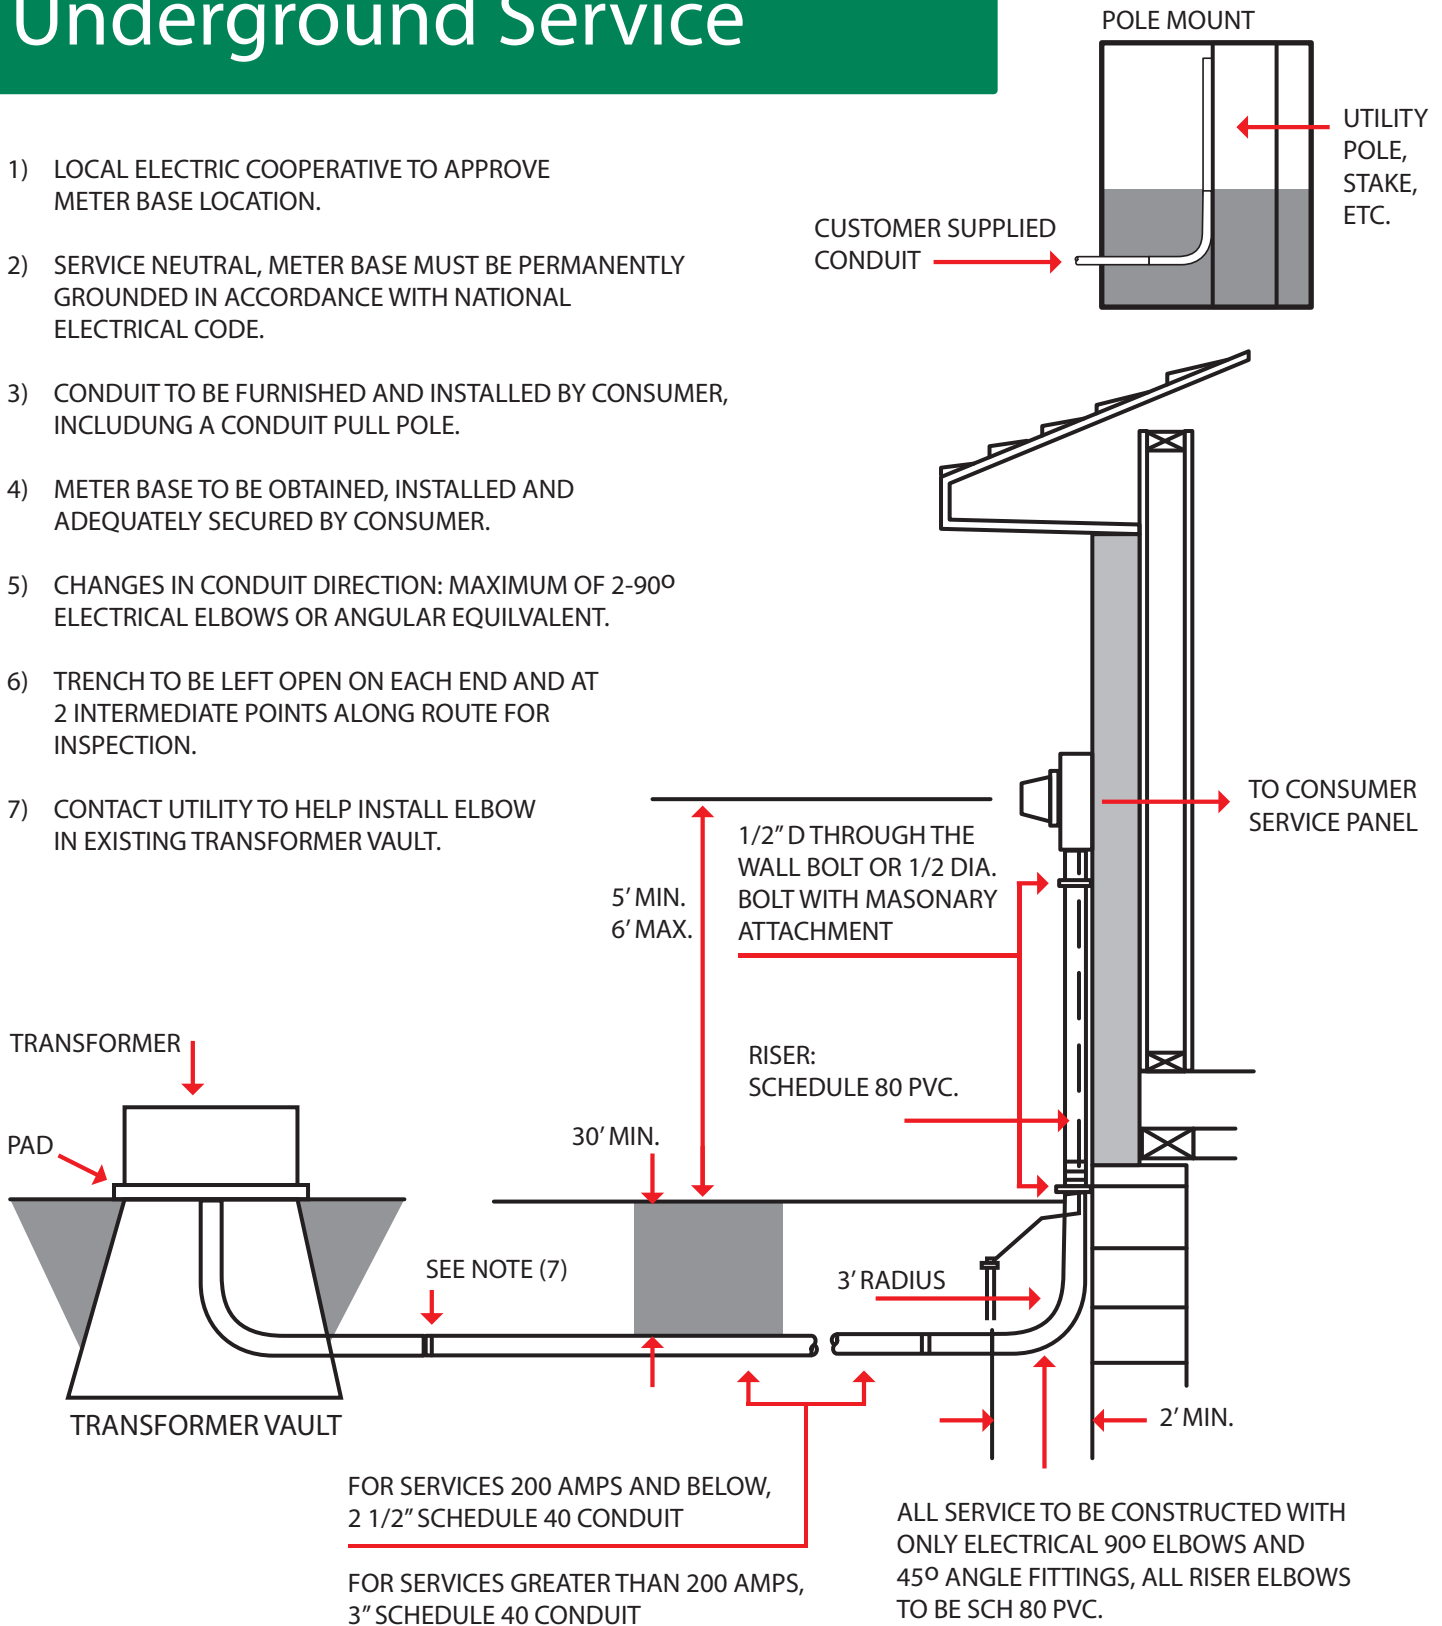 Underground Service
POLE MOUNT
UTILITY
POLE,
STAKE,
ETC.
CUSTOMER SUPPLIED
CONDUIT
1) LOCAL ELECTRIC COOPERATIVE TO APPROVE
METER BASE LOCATION.
2) SERVICE NEUTRAL, METER BASE MUST BE PERMANENTLY
GROUNDED IN ACCORDANCE WITH NATIONAL
ELECTRICAL CODE.
3) CONDUIT TO BE FURNISHED AND INSTALLED BY CONSUMER,
INCLUDUNG A CONDUIT PULL POLE.
4) METER BASE TO BE OBTAINED, INSTALLED AND
ADEQUATELY SECURED BY CONSUMER.
5) CHANGES IN CONDUIT DIRECTION: MAXIMUM OF 2-90º
ELECTRICAL ELBOWS OR ANGULAR EQUILVALENT.
6) TRENCH TO BE LEFT OPEN ON EACH END AND AT
2 INTERMEDIATE POINTS ALONG ROUTE FOR
INSPECTION.
7) CONTACT UTILITY TO HELP INSTALL ELBOW
IN EXISTING TRANSFORMER VAULT.
TO CONSUMER
SERVICE PANEL
1/2” D THROUGH THE
WALL BOLT OR 1/2 DIA.
BOLT WITH MASONARY
ATTACHMENT
5’ MIN.
6’ MAX.
TRANSFORMER
RISER:
SCHEDULE 80 PVC.
PAD
30’ MIN.
SEE NOTE (7)
3’ RADIUS
TRANSFORMER VAULT
2’ MIN.
FOR SERVICES 200 AMPS AND BELOW,
2 1/2” SCHEDULE 40 CONDUIT
FOR SERVICES GREATER THAN 200 AMPS,
3” SCHEDULE 40 CONDUIT
ALL SERVICE TO BE CONSTRUCTED WITH
ONLY ELECTRICAL 90º ELBOWS AND
45º ANGLE FITTINGS, ALL RISER ELBOWS
TO BE SCH 80 PVC.